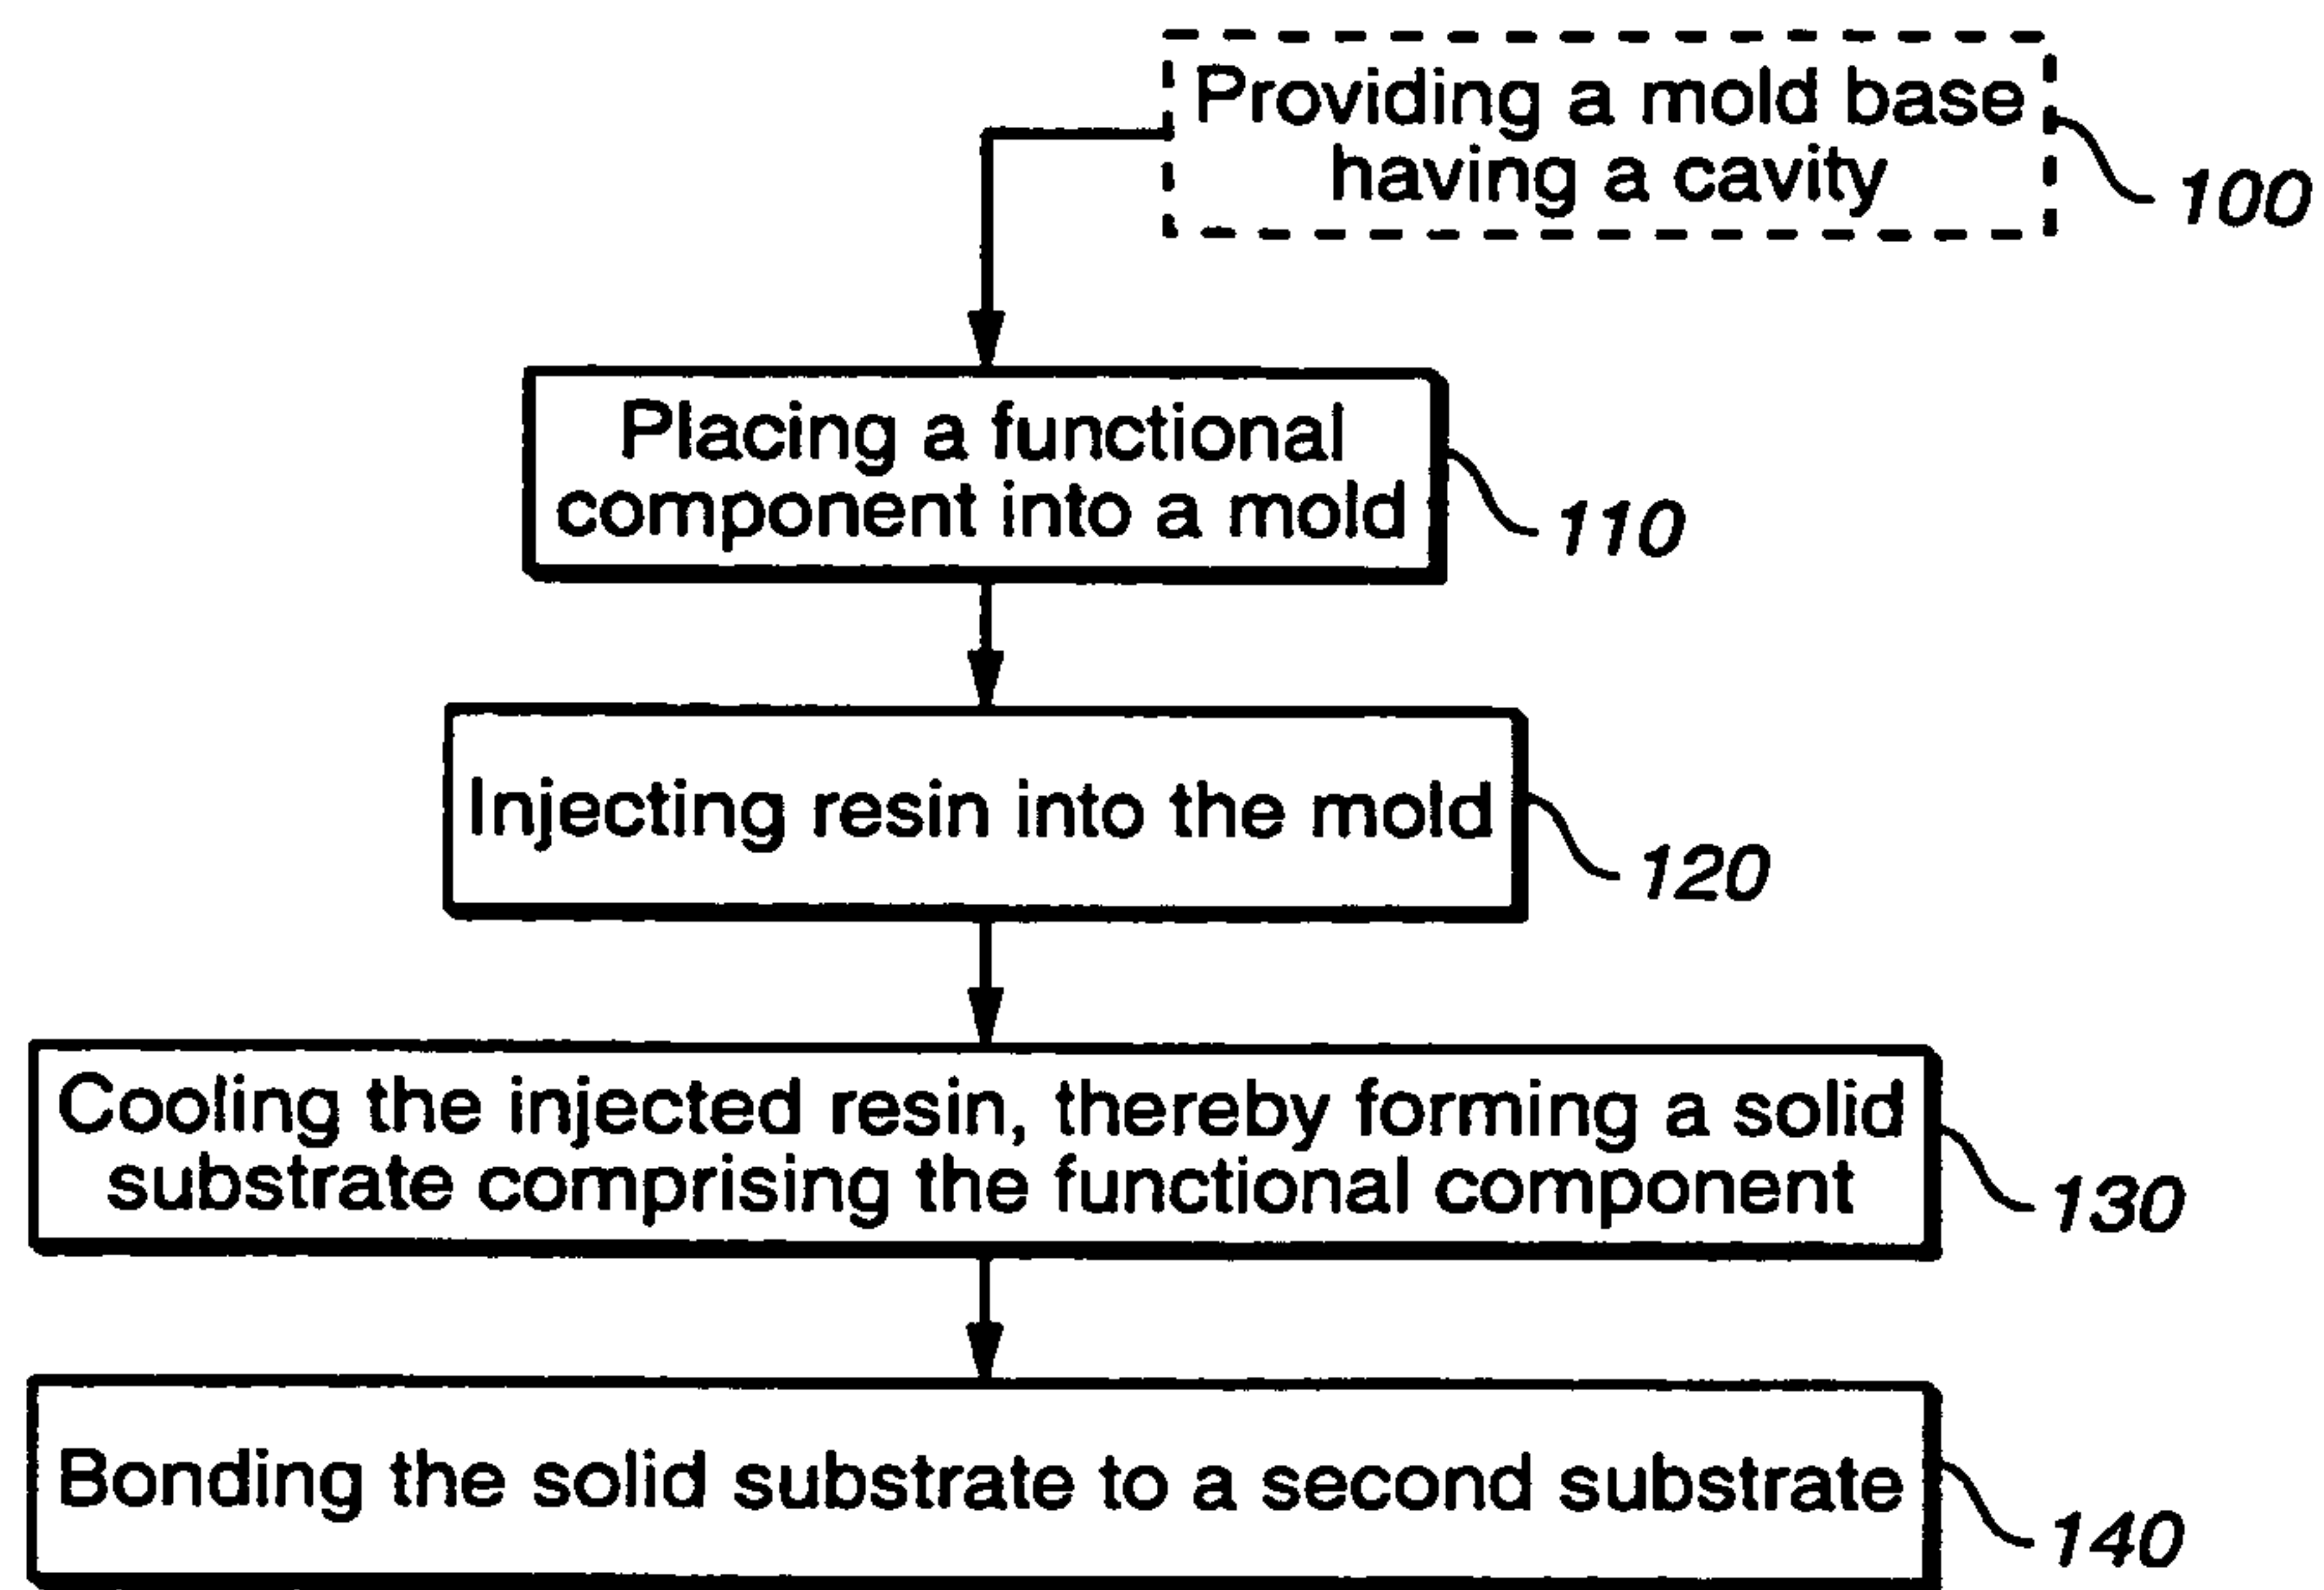 Providing a mold base
having a cavity
100
Placing a functional
component into a mold
110
Injecting resin into the mold
120
Cooling the injected resin, thereby forming a solid
substrate comprising the functional component
130
Bonding the solid substrate to a second substrate
140